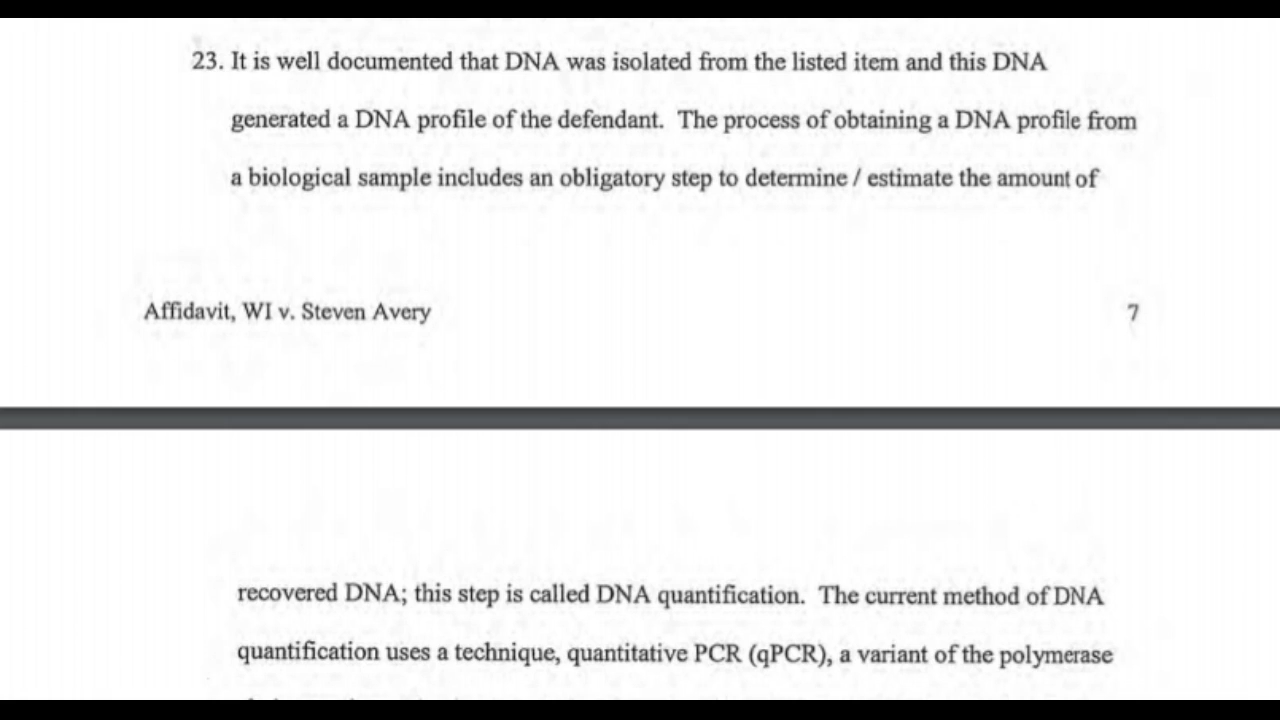 23. It is well documented that DNA was isolated from the listed item and this DNA
generated a DNA profile of the defendant. The process of obtaining a DNA profile from
a biological sample includes an obligatory step to determine / estimate the amount of
Affidavit, WI v. Steven Avery 7
recovered DNA; this step is called DNA quantification. The current method of DNA
quantification uses a technique, quantitative PCR (qPCR), a variant of the polymerase